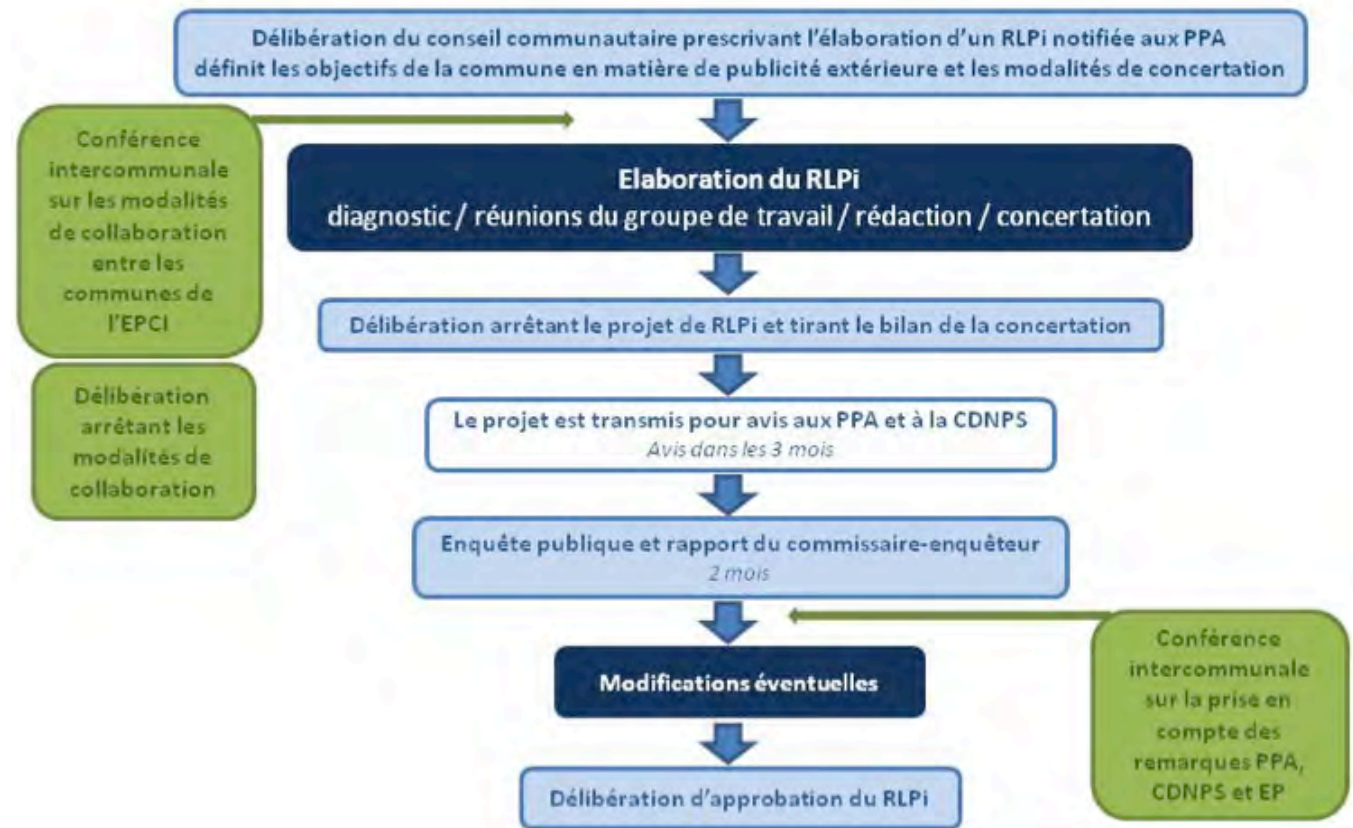 Délibération du conseil communautaire prescrivant l'élaboration d'un RLPi notifiée aux PPA
définit les objectifs de la commune en matière de publicité extérieure et les modalités de concertation
Conférence
intercommunale
sur les modalités
de collaboration
entre les
communes de
l'EPCI
Elaboration du RLPi
diagnostic / réunions du groupe de travail / rédaction / concertation
Délibération arrêtant le projet de RLPi et tirant le bilan de la concertation
Délibération
arrêtant les
modalités de
collaboration
Le projet est transmis pour avis aux PPA et à la CDNPS
Avis dans les 3 mois
Enquête publique et rapport du commissaire-enquêteur
2 mois
Conférence
intercommunale
sur la prise en
compte des
remarques PPA,
CDNPS et EP
Modifications éventuelles
Délibération d'approbation du RLPi